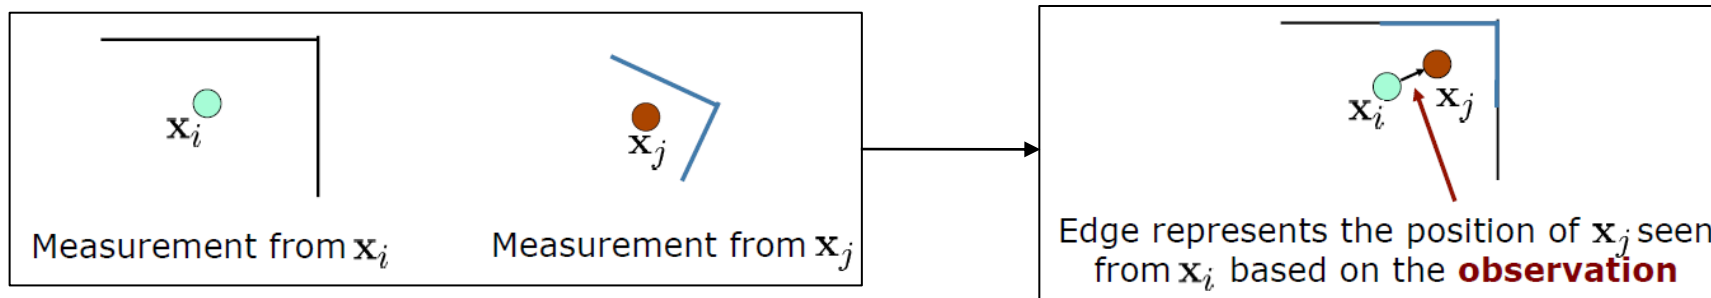 x_i
x_j
Measurement from x_i
Measurement from x_j
x_i
x_j
Edge represents the position of x_j seen
from x_i based on the observation